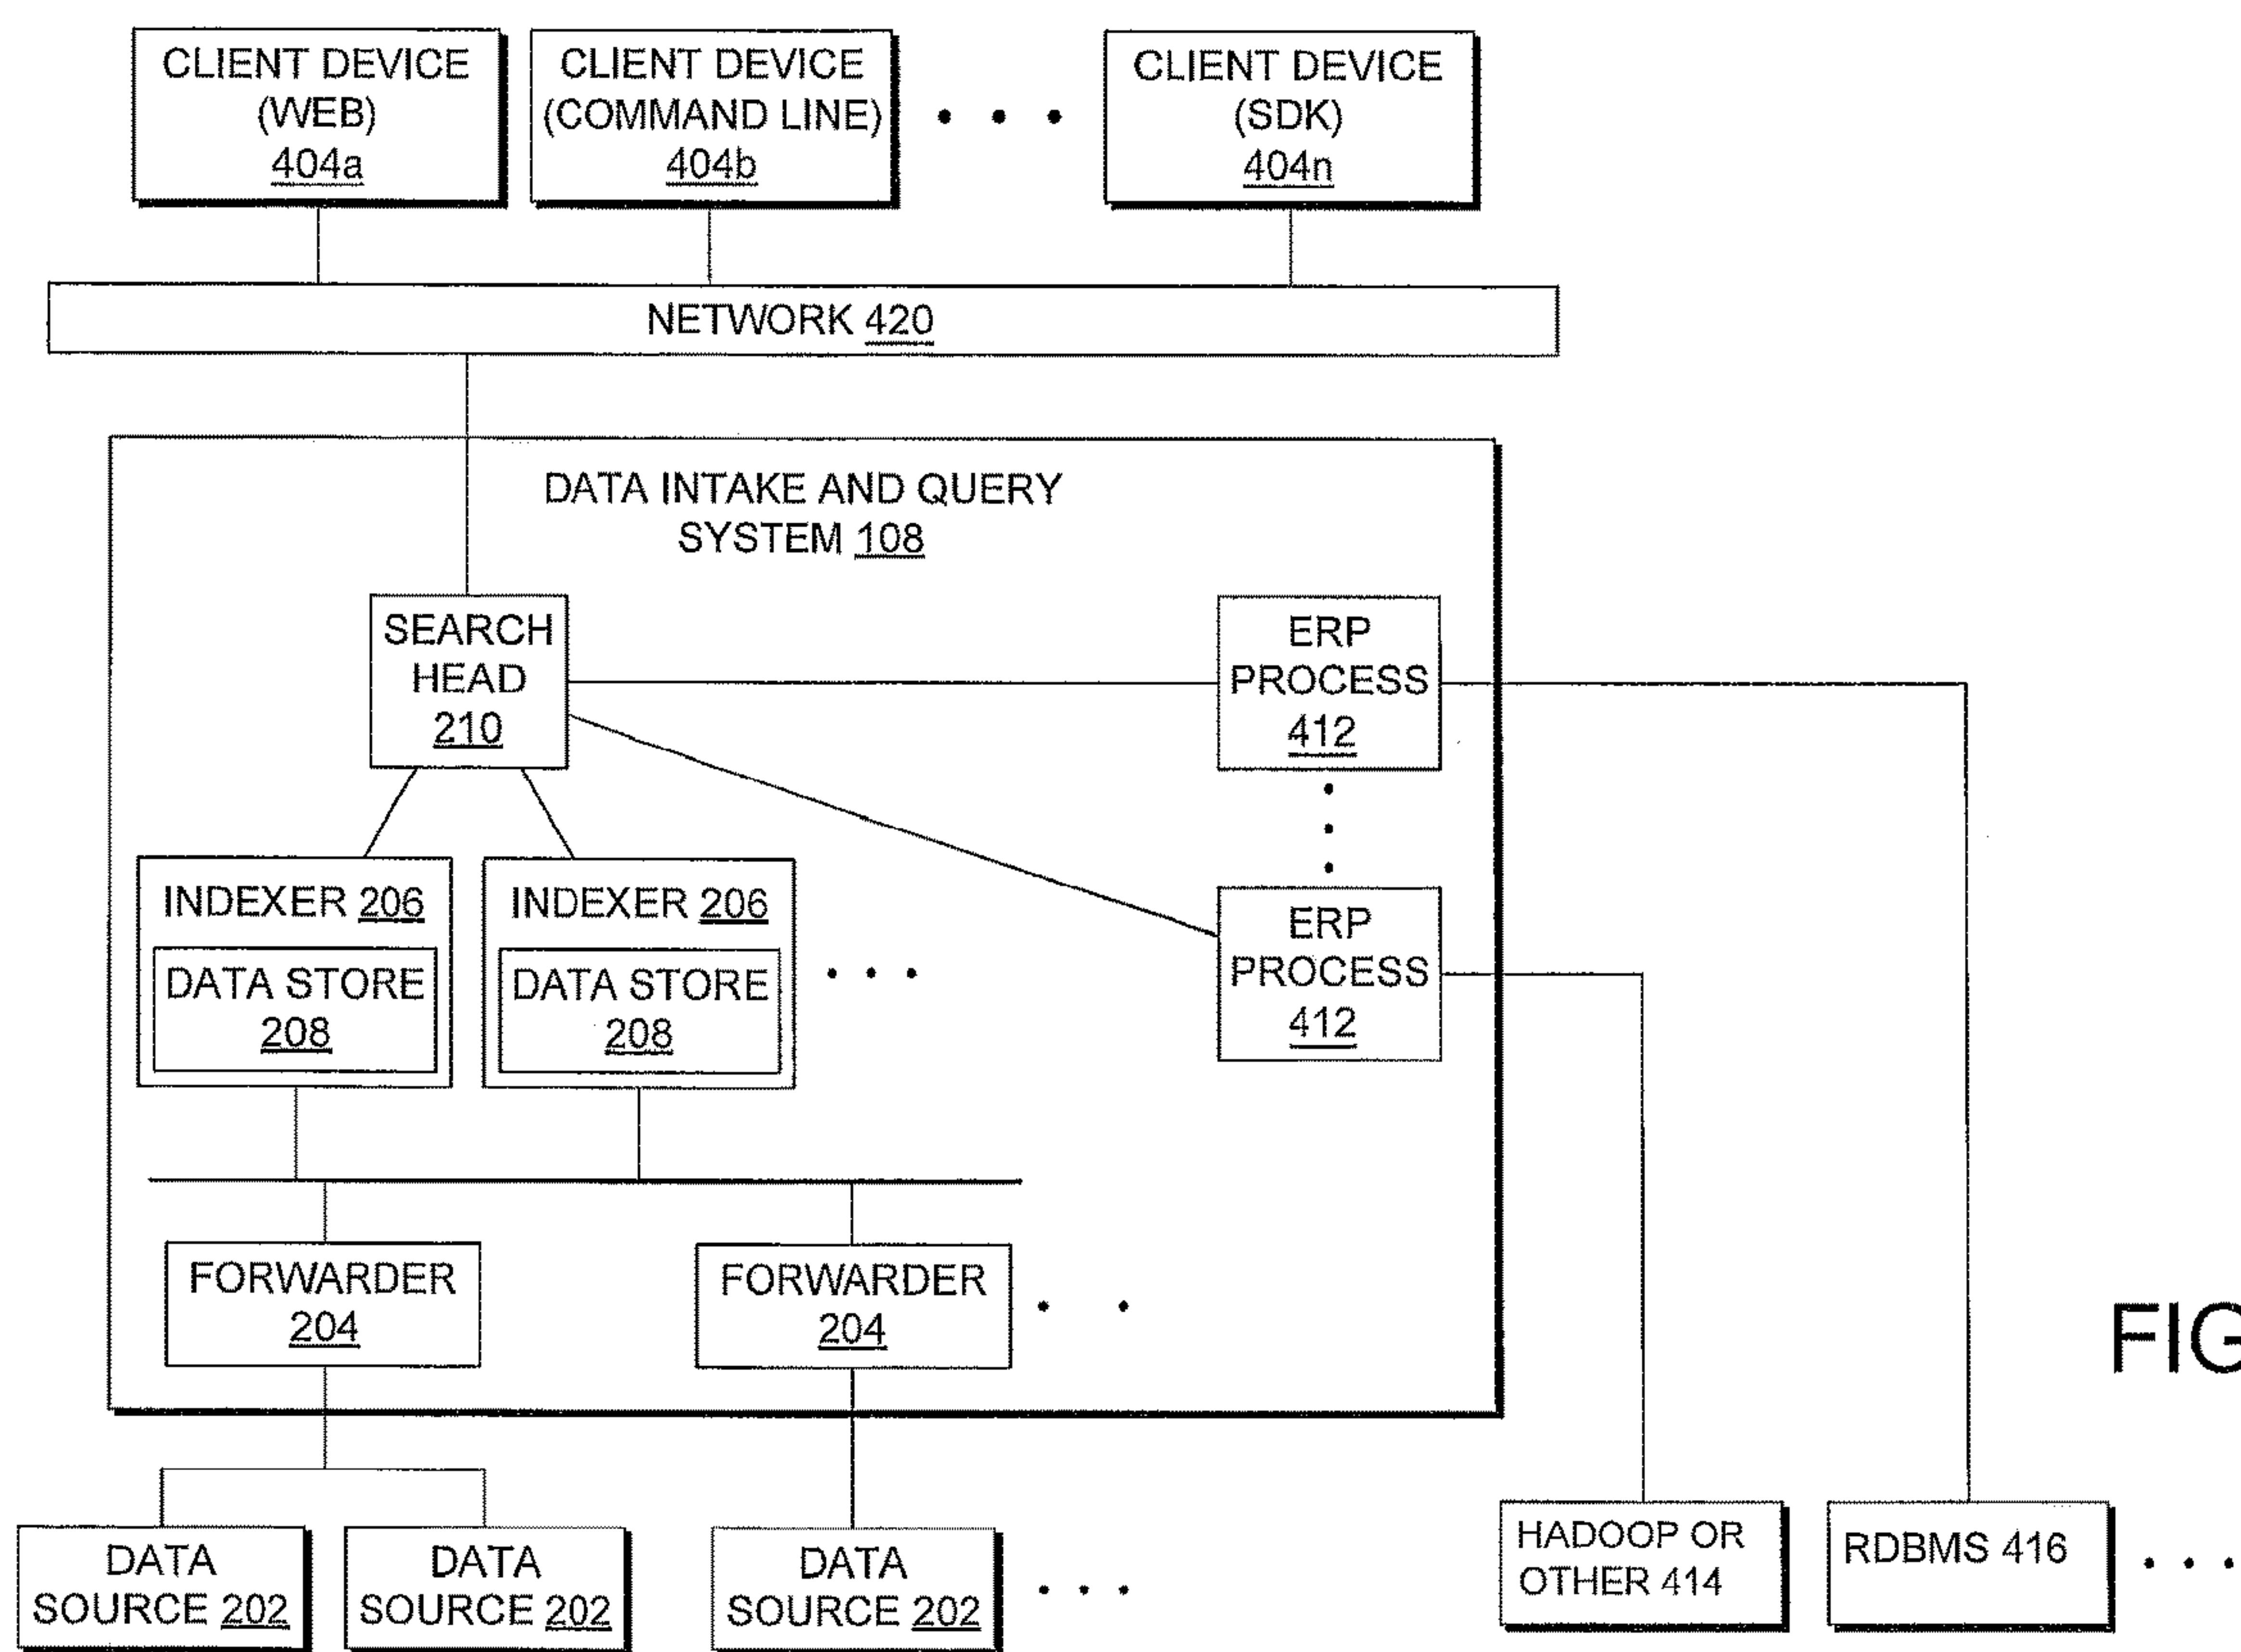 CLIENT DEVICE
(WEB)
404a
CLIENT DEVICE
(COMMAND LINE)
404b
CLIENT DEVICE
(SDK)
404n
NETWORK 420
DATA INTAKE AND QUERY
SYSTEM 108
SEARCH
HEAD
210
ERP
PROCESS
412
INDEXER 206
DATA STORE
208
INDEXER 206
DATA STORE
208
ERP
PROCESS
412
FORWARDER
204
FORWARDER
204
FIG
DATA
SOURCE 202
DATA
SOURCE 202
DATA
SOURCE 202
HADOOP OR
OTHER 414
RDBMS 416